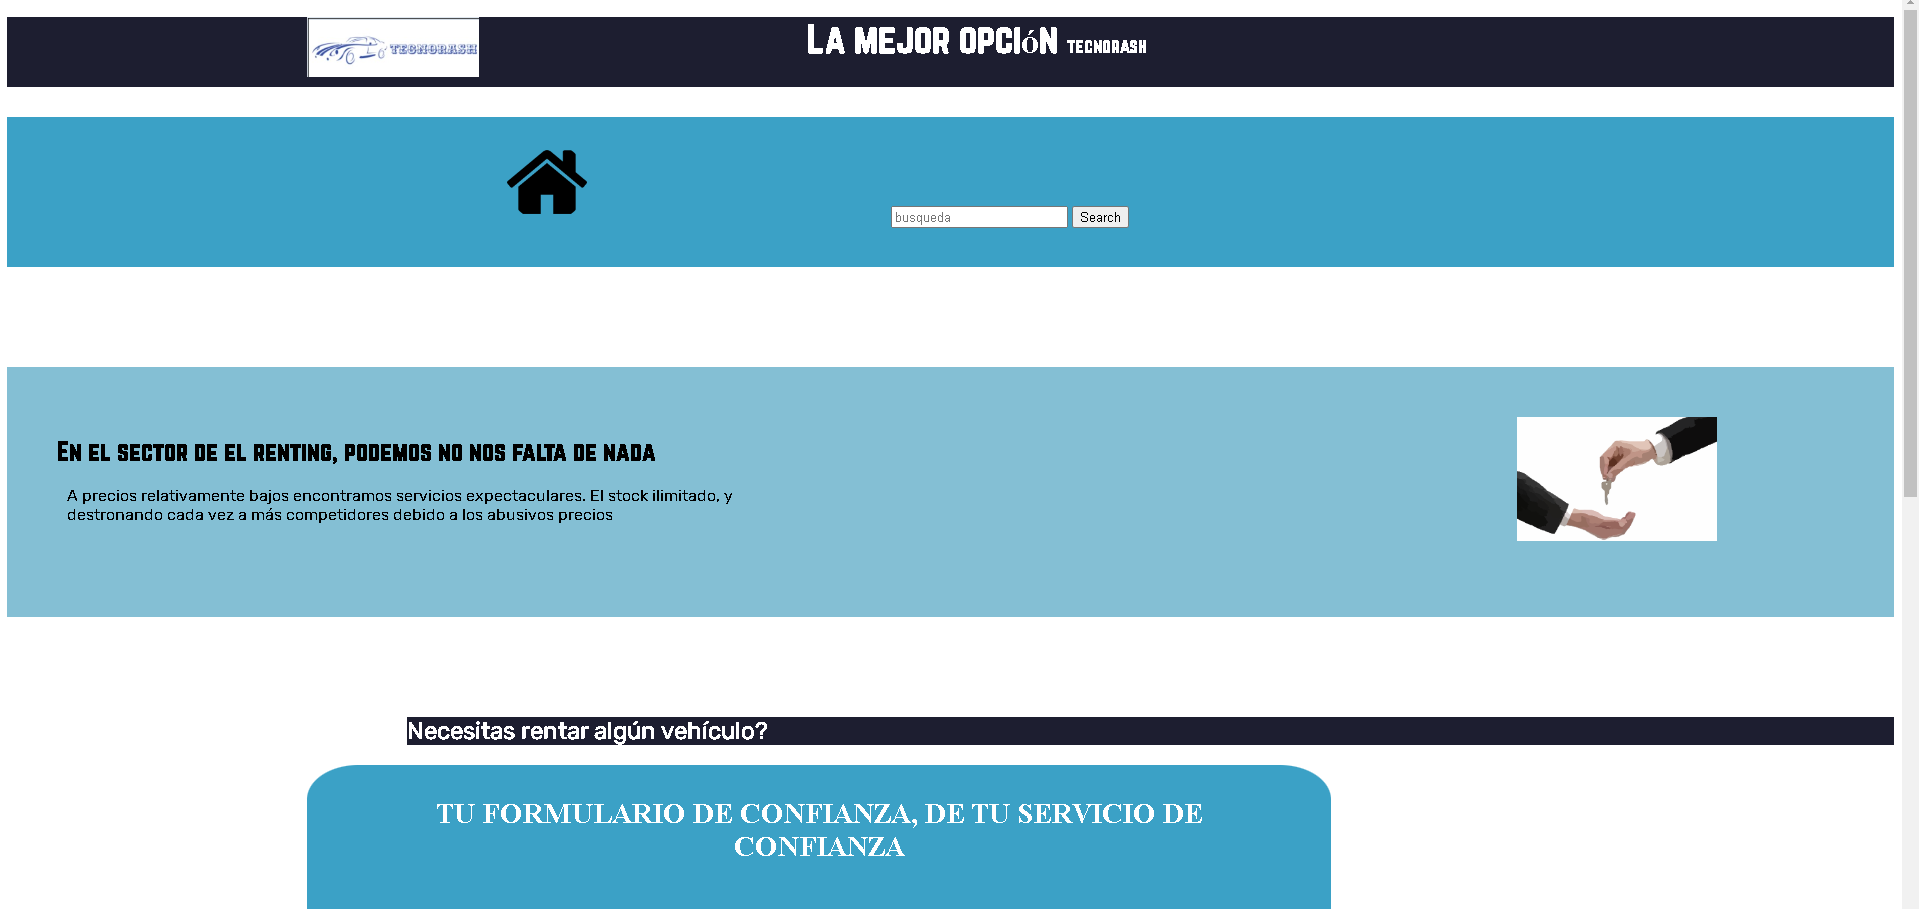 TECNORASH
LA MEJOR OPCIóN TECNORASH
busqueda
Search
EN EL SECTOR DE EL RENTING, PODEMOS NO NOS FALTA DE NADA
A precios relativamente bajos encontramos servicios expectaculares. El stock ilimitado, y
destronando cada vez a más competidores debido a los abusivos precios
Necesitas rentar algún vehículo?
TU FORMULARIO DE CONFIANZA, DE TU SERVICIO DE
CONFIANZA